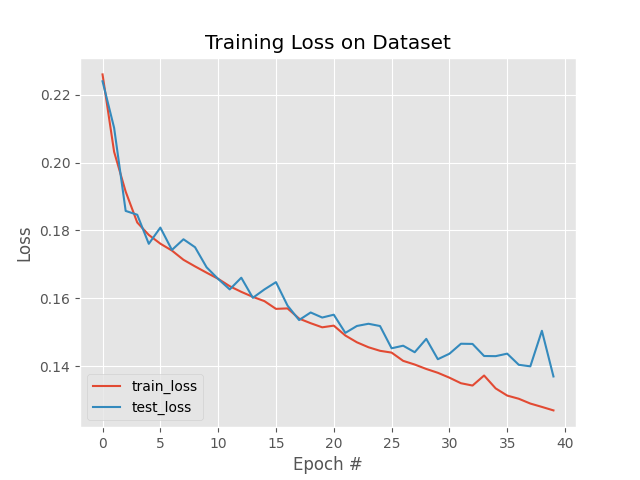 Training Loss on Dataset
Loss
0.22
0.20
0.18
0.16
0.14
train_loss
test_loss
0 5 10 15 20 25 30 35 40
Epoch #